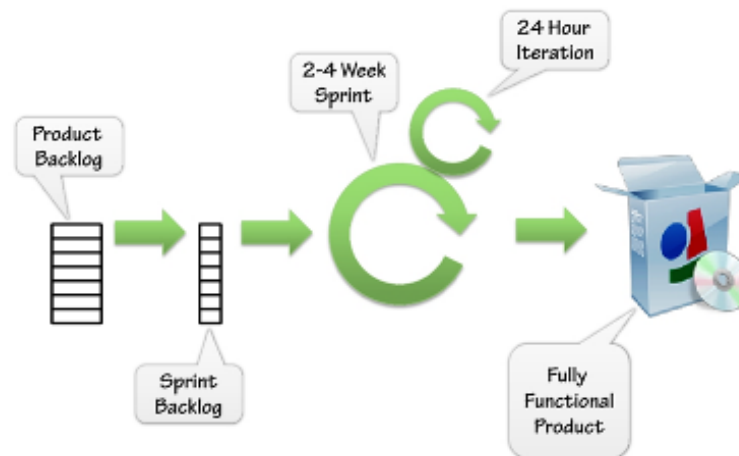 Product
Backlog
Sprint
Backlog
2-4 Week
Sprint
24 Hour
Iteration
Fully
Functional
Product